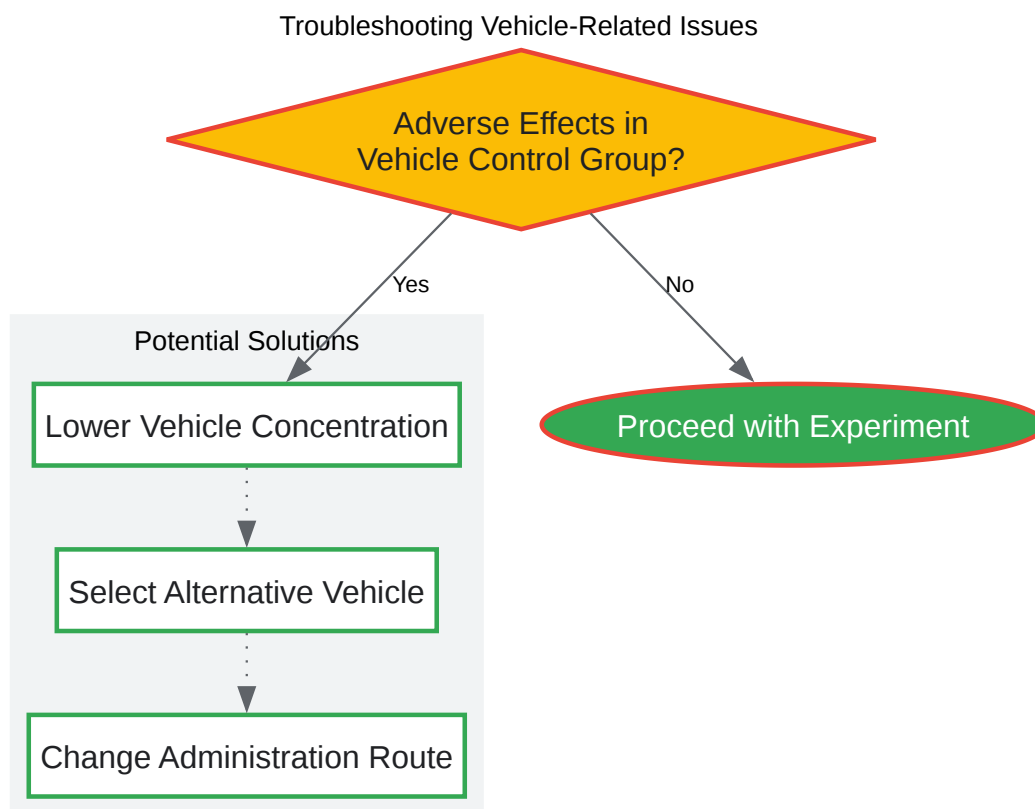 Troubleshooting Vehicle-Related Issues
Adverse Effects in
Vehicle Control Group?
Yes
No
Potential Solutions
Lower Vehicle Concentration
Proceed with Experiment
Select Alternative Vehicle
Change Administration Route